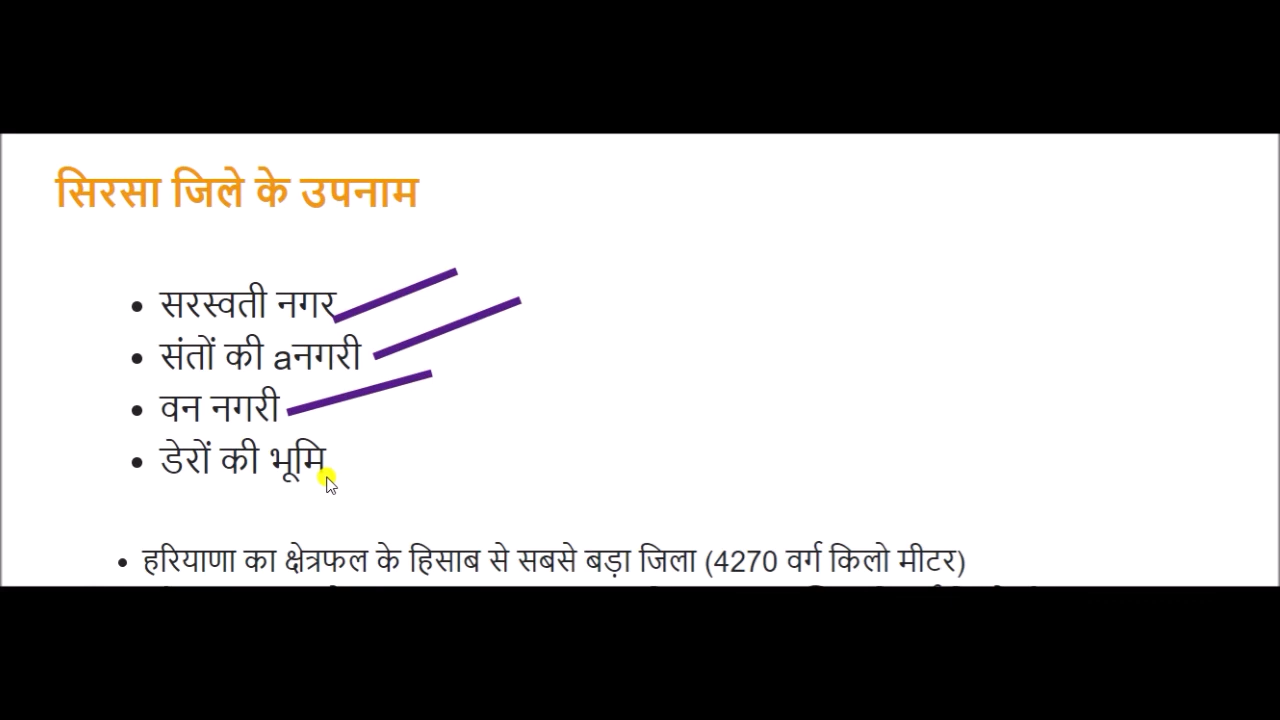 सिरसा जिले के उपनाम
सरस्वती नगर
संतों की aनगरी
वन नगरी
डेरों की भूमि
हरियाणा का क्षेत्रफल के हिसाब से सबसे बड़ा जिला (4270 वर्ग किलो मीटर)